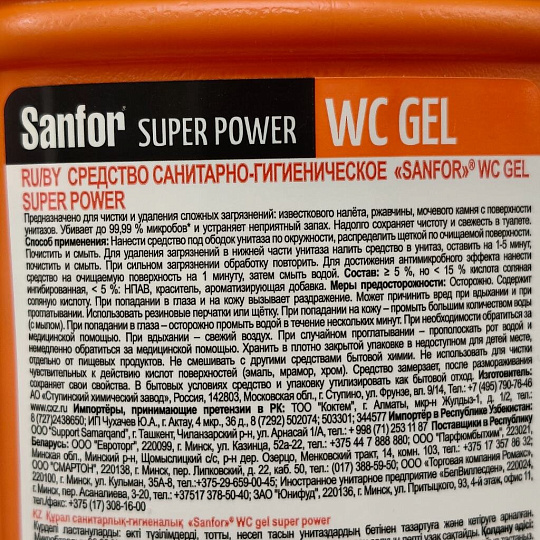 Sanfor® SUPER POWER WC GEL
RU/BY СРЕДСТВО САНИТАРНО-ГИГИЕНИЧЕСКОЕ «SANFOR»® WC GEL
SUPER POWER
Предназначено для чистки и удаления сложных загрязнений: известкового налёта, ржавчины, мочевого камня с поверхности
унитазов. Убивает до 99,99 % микробов* и устраняет неприятный запах. Надолго сохранит чистоту и свежесть в туалете.
Способ применения: Нанести средство под ободок унитаза по окружности, распределить щеткой по очищаемой поверхности.
Почистить и смыть. Для удаления загрязнений в нижней части унитаза налить средство в унитаз, оставить на 1-5 минут,
почистить и смыть. При сильном загрязнении обработку повторить. Для достижения антимикробного эффекта нанести
средство на очищаемую поверхность на 1 минуту, затем смыть водой. Состав: ≥ 5 %, но < 15 % кислота соляная
ингибированная, < 5 %: НПАВ, краситель, ароматизирующая добавка. Меры предосторожности: Осторожно. Содержит
соляную кислоту. При попадании в глаза и на кожу вызывает раздражение. Может причинить вред при вдыхании и при
проглатывании. Использовать резиновые перчатки или щётку. При попадании на кожу – промыть большим количеством воды
(с мылом). При попадании в глаза – осторожно промыть водой в течение нескольких минут. При необходимости обратиться за
медицинской помощью. При вдыхании – свежий воздух. При случайном проглатывании – прополоскать рот водой и
немедленно обратиться за медицинской помощью. Хранить в плотно закрытой упаковке в недоступном для детей месте,
отдельно от пищевых продуктов. Не смешивать с другими средствами бытовой химии. Не использовать для чистки
чувствительных к действию кислот поверхностей (эмаль, мрамор, хром). Средство замерзает, после размораживания
сохраняет свои свойства. В бытовых условиях средство и упаковку утилизировать как бытовой отход. Изготовитель:
АО «Ступинский химический завод», Россия, 142803, Московская обл., г. Ступино, ул. Фрунзе, вл. 9/14, Тел.: +7 (495) 790-76-46
www.cxz.ru Импортёры, принимающие претензии в РК: ТОО "Коктем", г. Алматы, мкр-н Жулдыз-1, д. 1/2, тел.:
8 (727)2438650; ИП Чухачев Ю.А., г. Актау, 4 мкр., 36 д., 8 (7292) 502074; 503301; 344577 Импортёр в Республике Узбекистан:
ООО "Support Samarqand", г. Ташкент, Чиланзарский р-н, ул. Арнасай 1/А, тел.: + 998 (71) 253 11 87 Поставщики в Республику
Беларусь: ООО "Евроторг", 220099, г. Минск, ул. Казинца, 52а-22, тел.: +375 44 7 888 880; ООО "Парфюмбытхим", 223021,
Минская обл., Минский р-н, Щомыслицкий с/с, р-н дер. Озерцо, Менковский тракт, 14, комн. 103, тел.: +375 17 357 86 32;
ООО "СМАРТОН", 220138, г. Минск, пер. Липковский, д. 22, каб. 50, тел.: (017) 388-59-50; ООО «Торговая компания Ромакс»,
220100, г. Минск, ул. Кульман, 35А-8, тел.:+375-29-659-00-45; Иностранное унитарное предприятие «БелВиллесден», 220024,
г. Минск, пер. Асаналиева, 3-20, тел.: +37517 378-50-40; ЗАО "Юнифуд", 220136, г. Минск, ул. Притыцкого, 93, 4-й этаж, офис 11,
тел/факс: +375 (17) 308-16-00
KZ Құрал санитарлық-гигиеналық «Sanfor»® WC gel super power